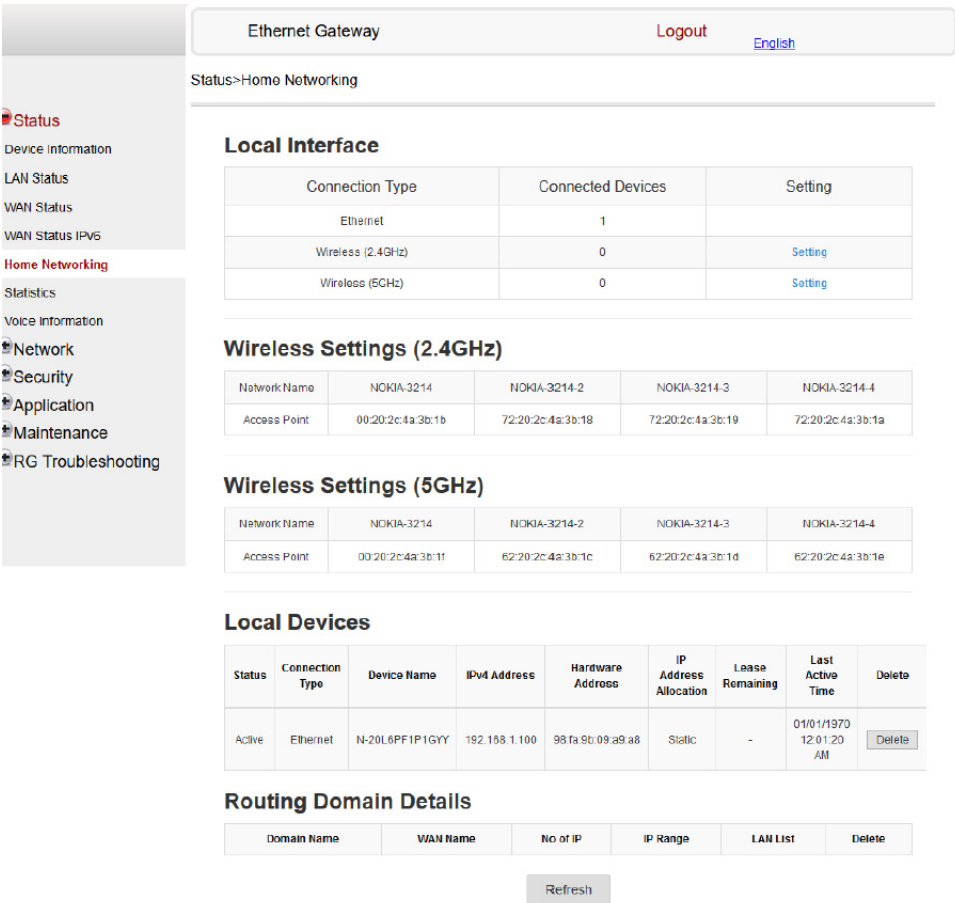 Ethernet Gateway Logout English
Status>Home Networking
Status
Device Information
LAN Status
WAN Status
WAN Status IPv6
Home Networking
Statistics
Voice Information
Network
Security
Application
Maintenance
RG Troubleshooting
Local Interface
Connection Type Connected Devices Setting
Ethernet 1
Wireless (2.4GHz) 0 Setting
Wireless (5GHz) 0 Setting
Wireless Settings (2.4GHz)
Network Name NOKIA-3214 NOKIA-3214-2 NOKIA-3214-3 NOKIA-3214-4
Access Point 00:20:2c:4a:3b:1b 72:20:2c:4a:3b:18 72:20:2c:4a:3b:19 72:20:2c:4a:3b:1a
Wireless Settings (5GHz)
Network Name NOKIA-3214 NOKIA-3214-2 NOKIA-3214-3 NOKIA-3214-4
Access Point 00:20:2c:4a:3b:1f 62:20:2c:4a:3b:1c 62:20:2c:4a:3b:1d 62:20:2c:4a:3b:1e
Local Devices
Status Connection Type Device Name IPv4 Address Hardware Address IP Address Allocation Lease Remaining Last Active Time Delete
Active Ethernet N-20L6PF1P1GYY 192.168.1.100 98:fa:9b:09:a9:a8 Static - 01/01/1970 12:01:20 AM Delete
Routing Domain Details
Domain Name WAN Name No of IP IP Range LAN List Delete
Refresh